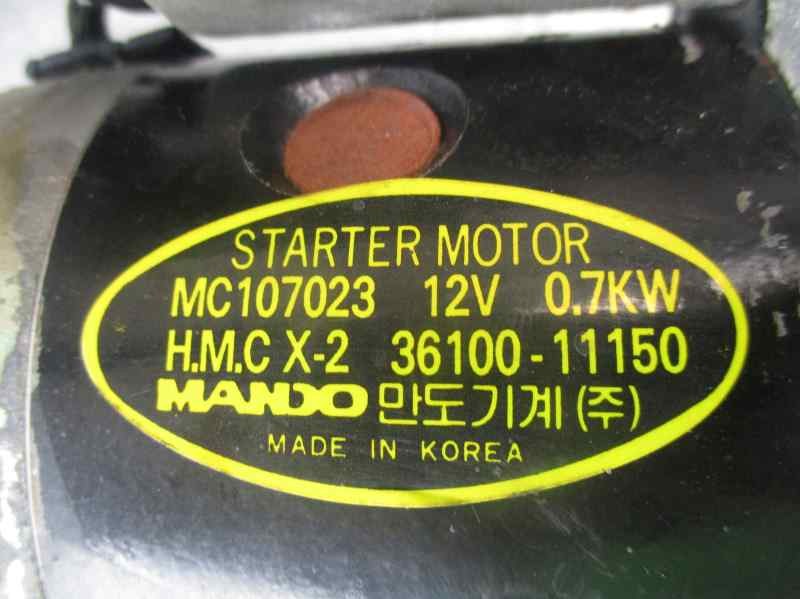 STARTER MOTOR
MC107023 12V 0.7KW
H.M.C X-2 36100-11150
MANDO 만도기계(주)
MADE IN KOREA